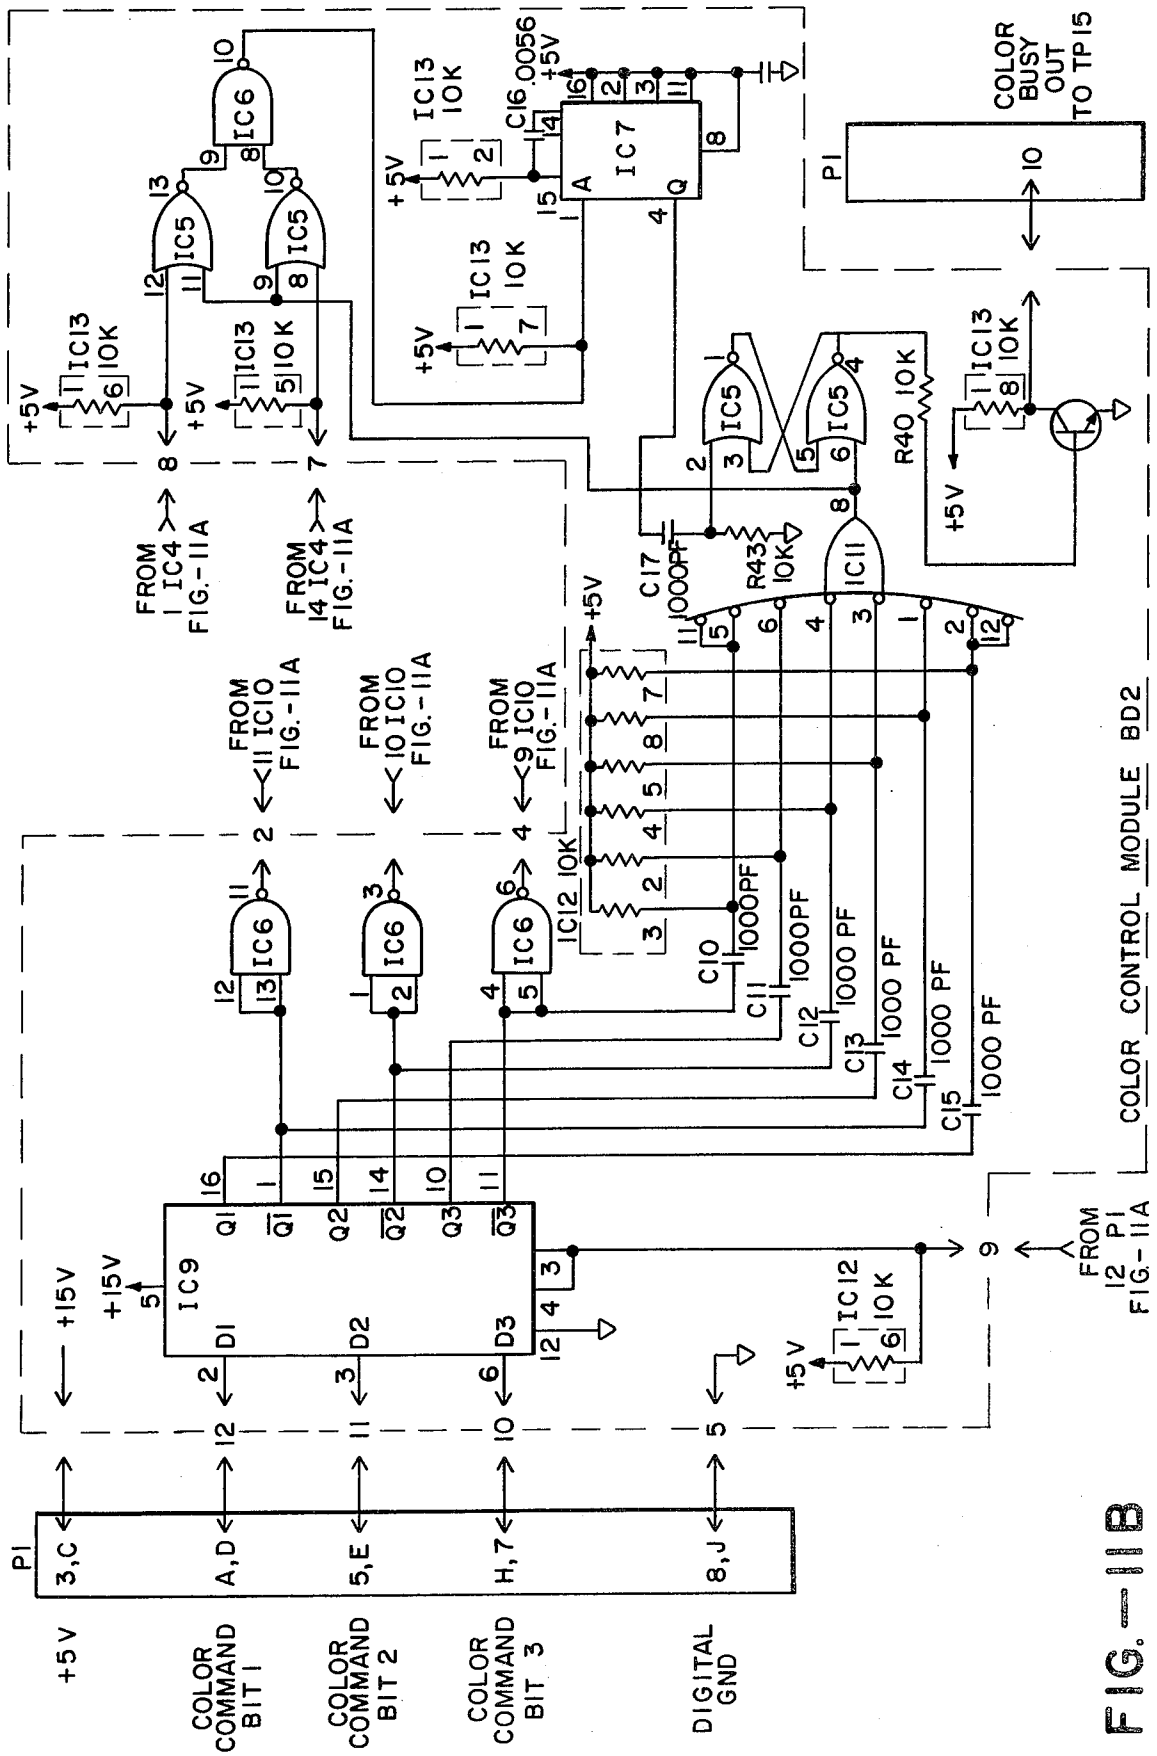 P1
+5V
3,C
+15V
COLOR
COMMAND
BIT 1
A,D
12
2
D1
COLOR
COMMAND
BIT 2
5,E
11
3
D2
COLOR
COMMAND
BIT 3
H,7
10
6
D3
DIGITAL
GND
8,J
5
+15V
5
IC9
Q1
16
Q1
1
Q2
15
Q2
14
Q3
10
Q3
11
12
4
3
+5V
1
IC12
10K
6
9
FROM
12 P1
FIG.-11A
12
13
IC6
11
2
FROM
11 IC10
FIG.-11A
1
2
IC6
3
FROM
10 IC10
FIG.-11A
4
5
IC6
6
4
FROM
9 IC10
FIG.-11A
IC12 10K
3
2
4
5
8
7
+5V
C10
1000PF
C11
1000PF
C12
1000 PF
C13
1000 PF
C14
1000 PF
C15
1000 PF
11
5
6
4
3
1
2
12
IC11
8
FROM
1 IC4
FIG.-11A
8
FROM
14 IC4
FIG.-11A
7
+5V
1
6
IC13
10K
+5V
1
5
IC13
10K
12
11
IC5
13
9
8
IC5
10
9
8
IC6
10
+5V
1
7
IC13
10K
+5V
1
2
IC13
10K
C16 .0056
+5V
15
14
1
A
IC7
4
Q
16
2
3
11
8
C17
1000PF
R43
10K
2
3
IC5
1
5
6
IC5
4
R40 10K
+5V
1
8
IC13
10K
P1
10
COLOR
BUSY
OUT
TO TP15
COLOR CONTROL MODULE BD2
FIG.-11B